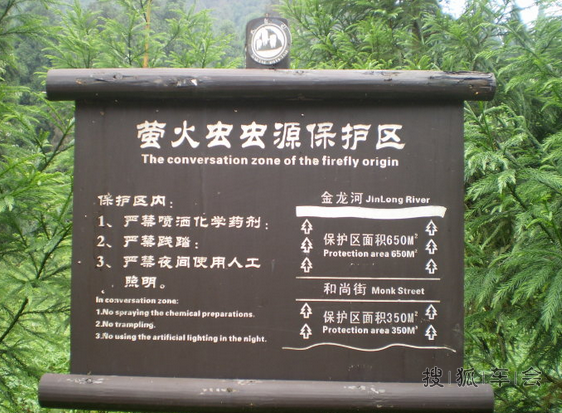 萤火虫虫源保护区
The conversation zone of the firefly origin
保护区内:
1、严禁喷洒化学药�;
2、严禁践踏;
3、严禁夜间使用人工
照明。
In conversation zone:
1.No spraying the chemical preparations.
2.No trampling.
3.No using the artificial lighting in the night.
金龙河 JinLong River
保护区面积650M²
Protection area 650M²
和尚街 Monk Street
保护区面积350M²
Protection area 350M²
搜狐车会